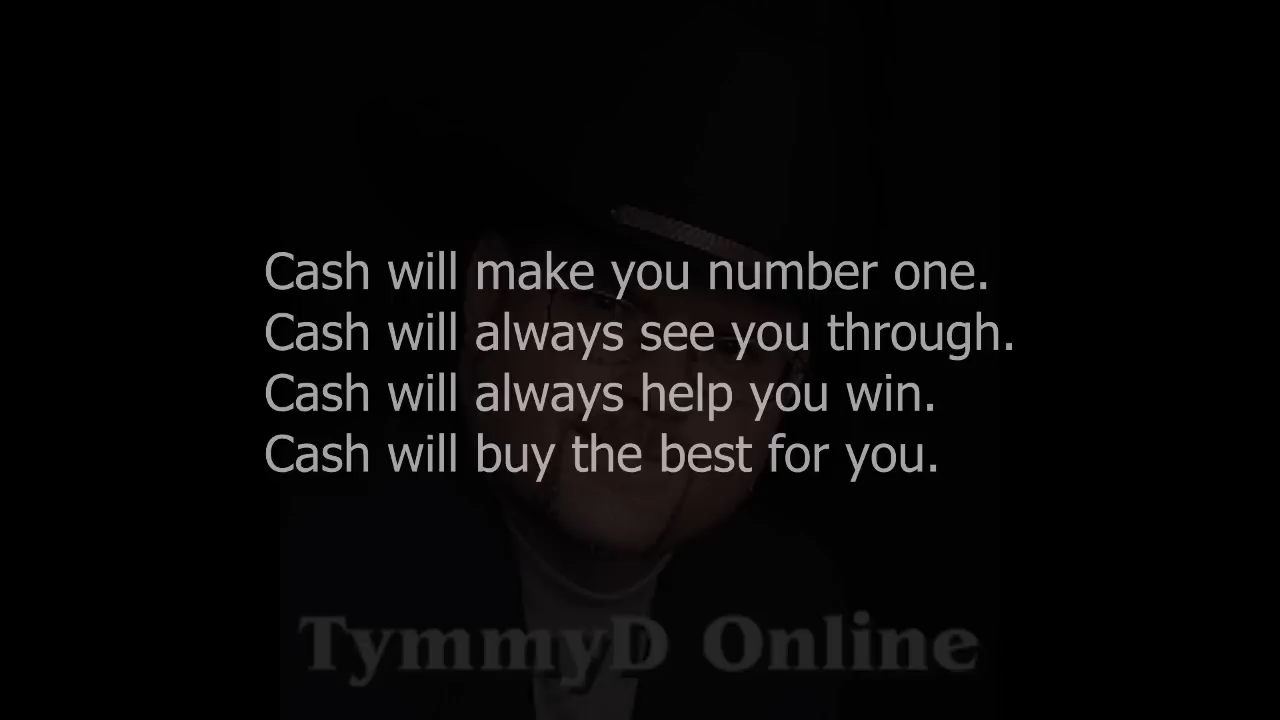 Cash will make you number one.
Cash will always see you through.
Cash will always help you win.
Cash will buy the best for you.
TymmyD Online